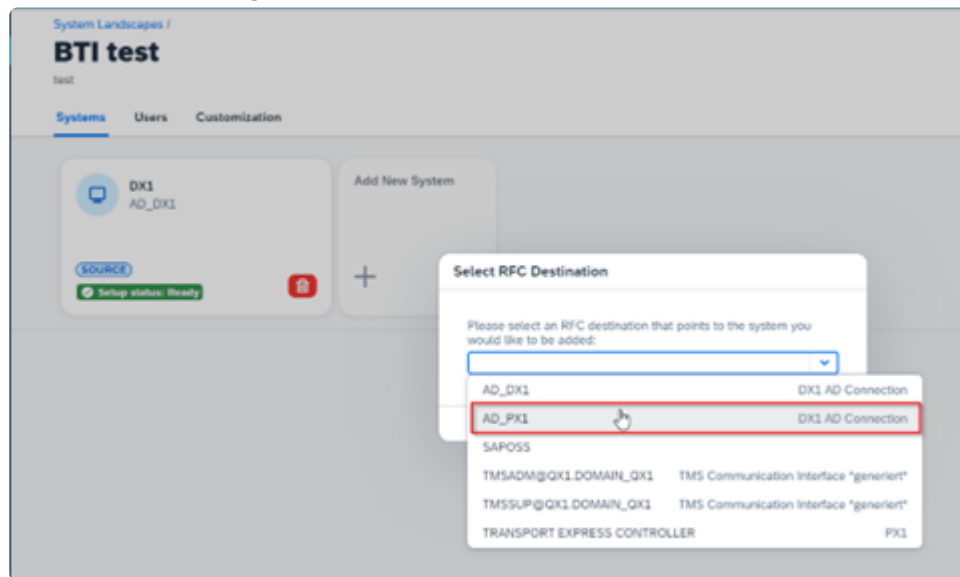 System Landscapes /
BTI test
test
Systems Users Customization
DX1
AD_DX1
SOURCE
Setup status: Ready
Add New System
Select RFC Destination
Please select an RFC destination that points to the system you
would like to be added:
AD_DX1 DX1 AD Connection
AD_PX1 DX1 AD Connection
SAPOSS
TMSADM@QX1.DOMAIN_QX1 TMS Communication Interface *generiert*
TMSSUP@QX1.DOMAIN_QX1 TMS Communication Interface *generiert*
TRANSPORT EXPRESS CONTROLLER PX1